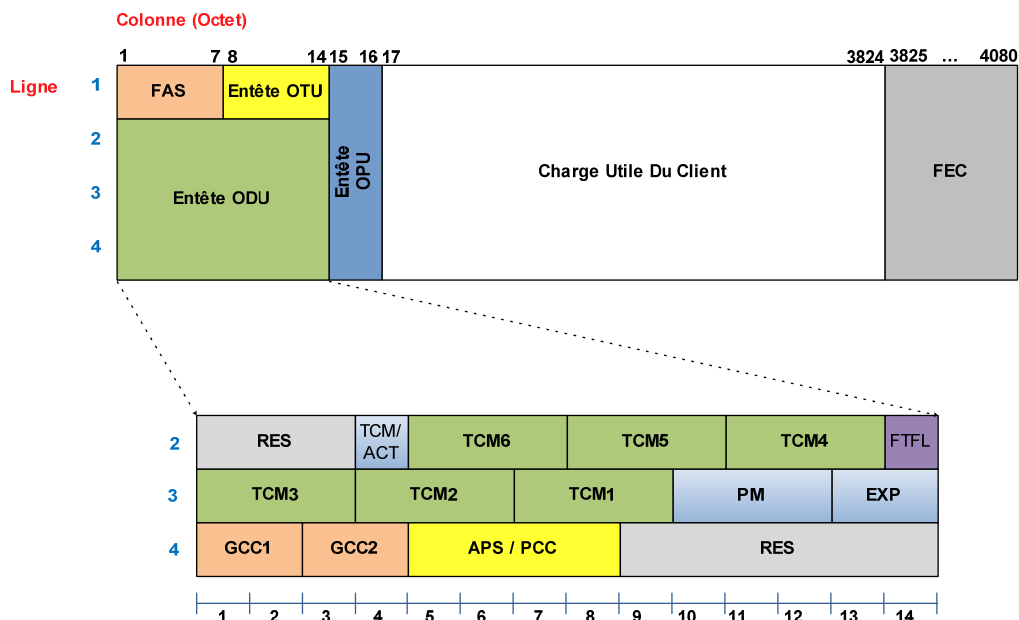 Colonne (Octet)
1 7 8 14 15 16 17 3824 3825 ... 4080
Ligne 1 FAS Entête OTU
2
3
4
Entête ODU
Entête
OPU
Charge Utile Du Client
FEC
2 RES TCM/
ACT TCM6 TCM5 TCM4 FTFL
3 TCM3 TCM2 TCM1 PM EXP
4 GCC1 GCC2 APS / PCC RES
1 2 3 4 5 6 7 8 9 10 11 12 13 14